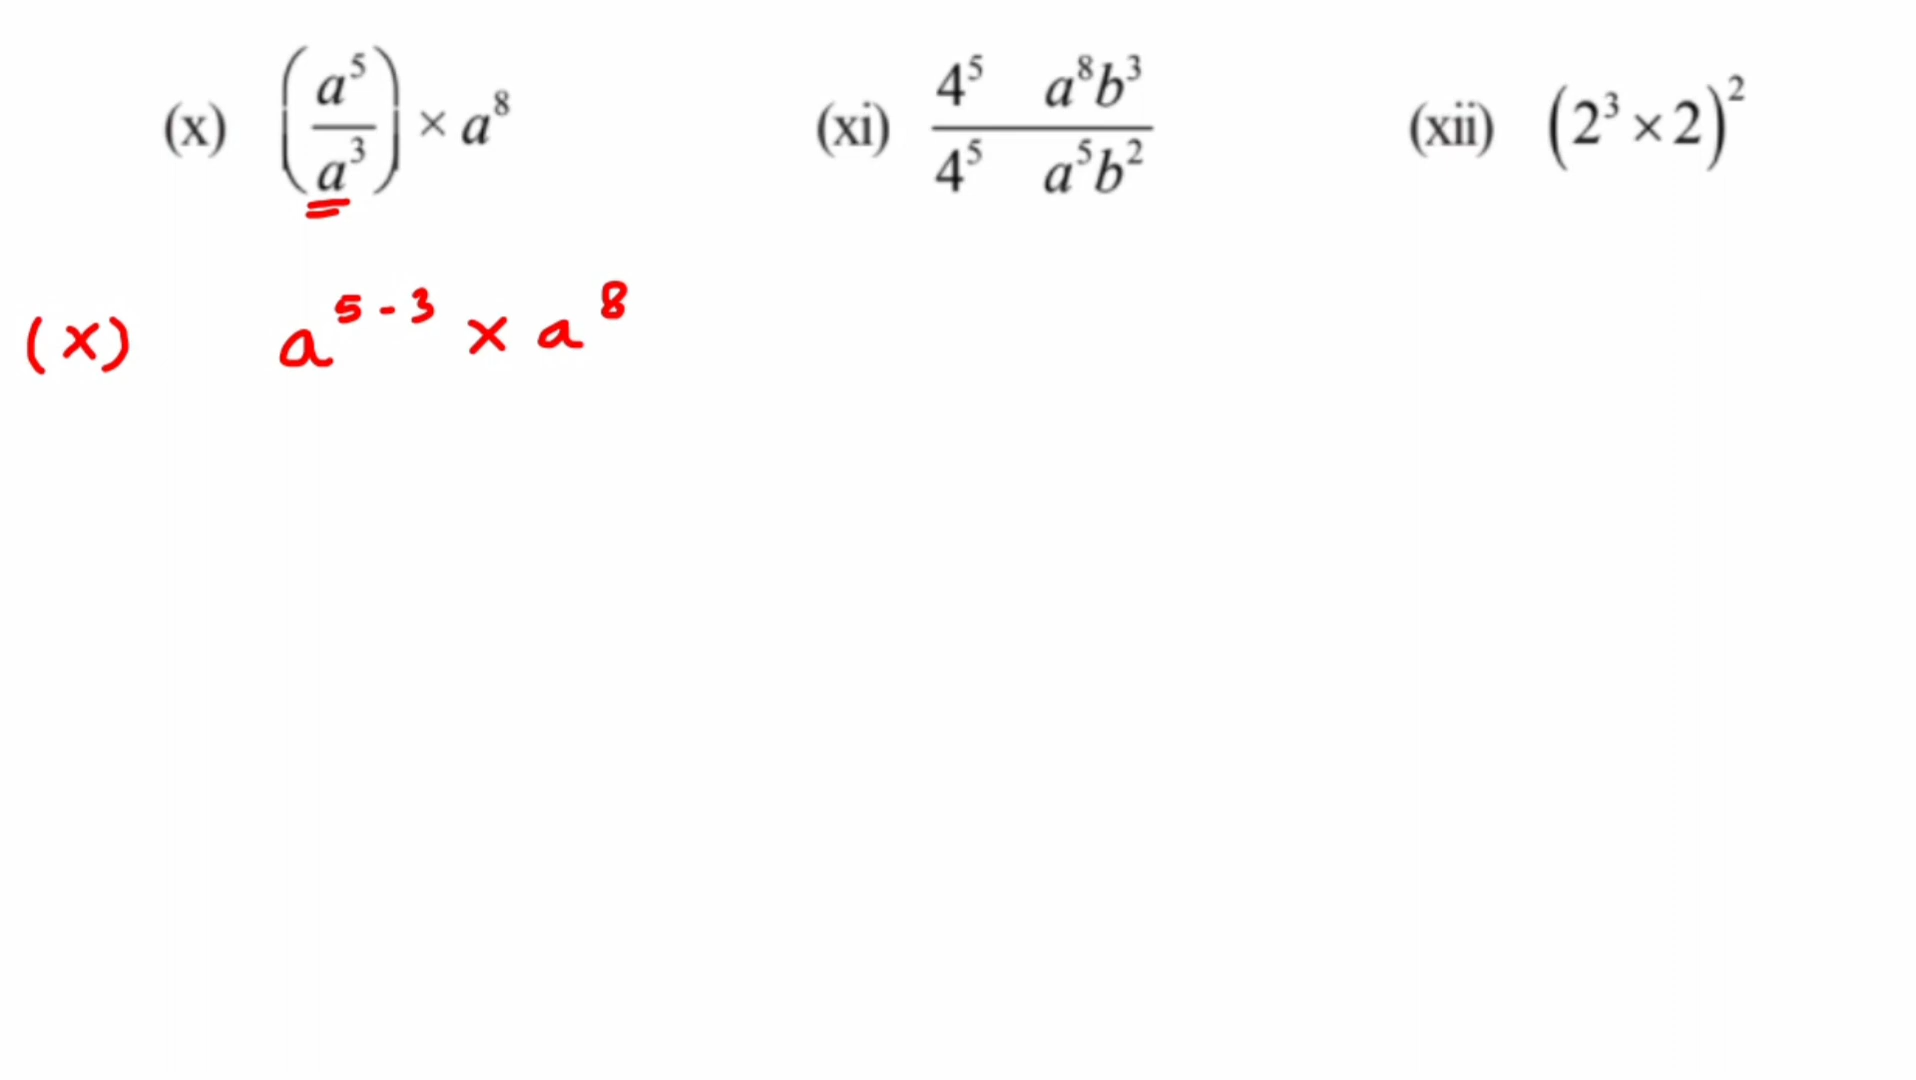 (x) (a⁵/a³) × a⁸ (xi) 4⁵ a⁸b³ / 4⁵ a⁵b² (xii) (2³ × 2)²
(x) a⁵⁻³ × a⁸